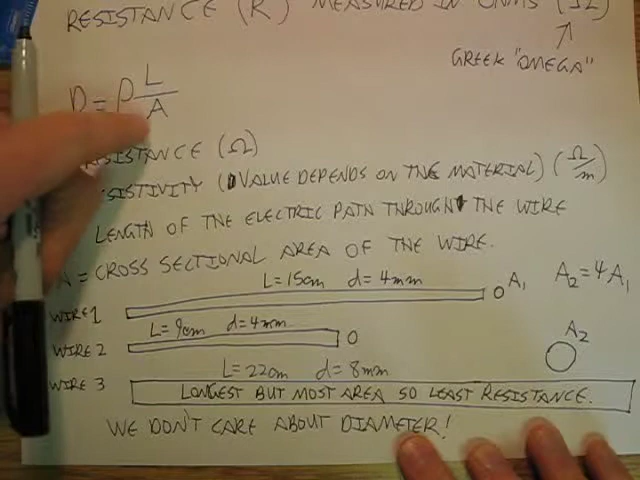 RESISTANCE (R) MEASURED IN OHMS (Ω)
GREEK "OMEGA"
R = ρ L/A
RESISTANCE (Ω)
SISTIVITY (VALUE DEPENDS ON THE MATERIAL) (Ω/m)
LENGTH OF THE ELECTRIC PATH THROUGH THE WIRE
A = CROSS SECTIONAL AREA OF THE WIRE.
L = 15cm d = 4mm A₁ A₂ = 4A₁
WIRE 1
L = 9cm d = 4mm A₂
WIRE 2
L = 22cm d = 8mm
WIRE 3 LONGEST BUT MOST AREA SO LEAST RESISTANCE.
WE DON'T CARE ABOUT DIAMETER!